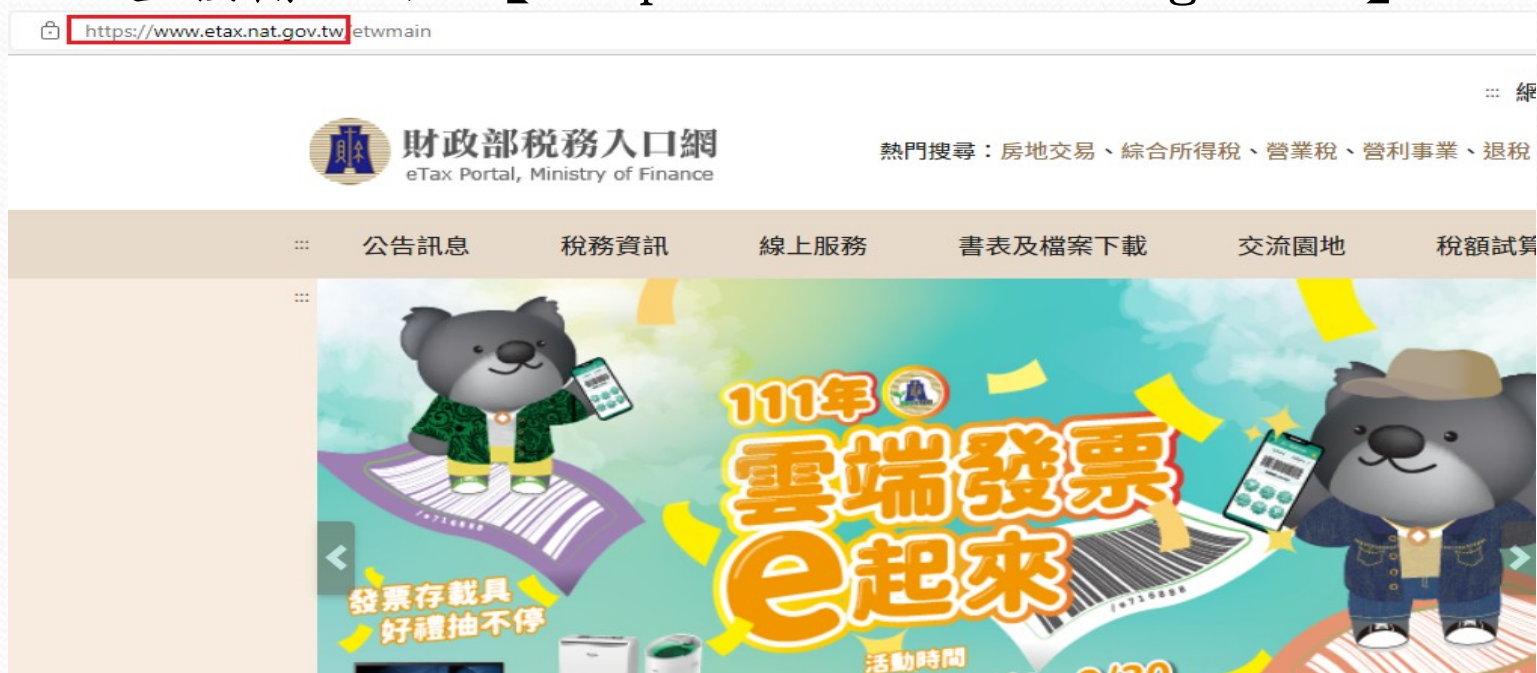 https://www.etax.nat.gov.tw/etwmain
財政部稅務入口網
eTax Portal, Ministry of Finance
熱門搜尋：房地交易、綜合所得稅、營業稅、營利事業、退稅
公告訊息 稅務資訊 線上服務 書表及檔案下載 交流園地 稅額試算
111年
雲端發票
e起來
發票存載具
好禮抽不停
活動時間